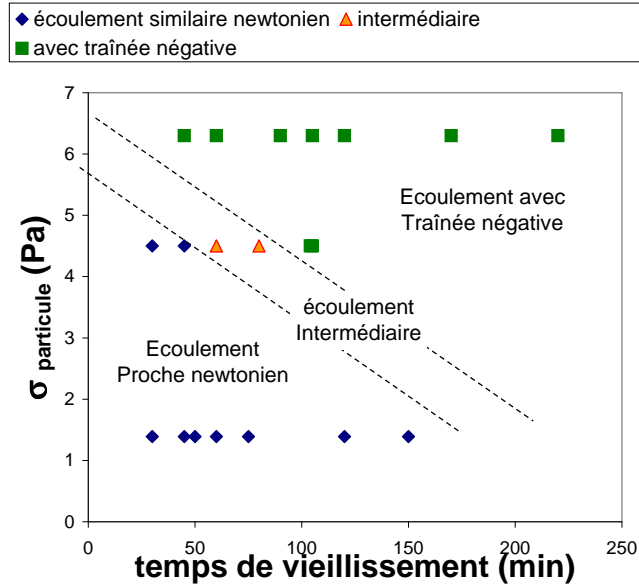 écoulement similaire newtonien intermédiaire
avec traînée négative
7
6
5
4
3
2
1
0
σ particule (Pa)
Ecoulement avec
Traînée négative
écoulement
Intermédiaire
Ecoulement
Proche newtonien
0 50 100 150 200 250
temps de vieillissement (min)